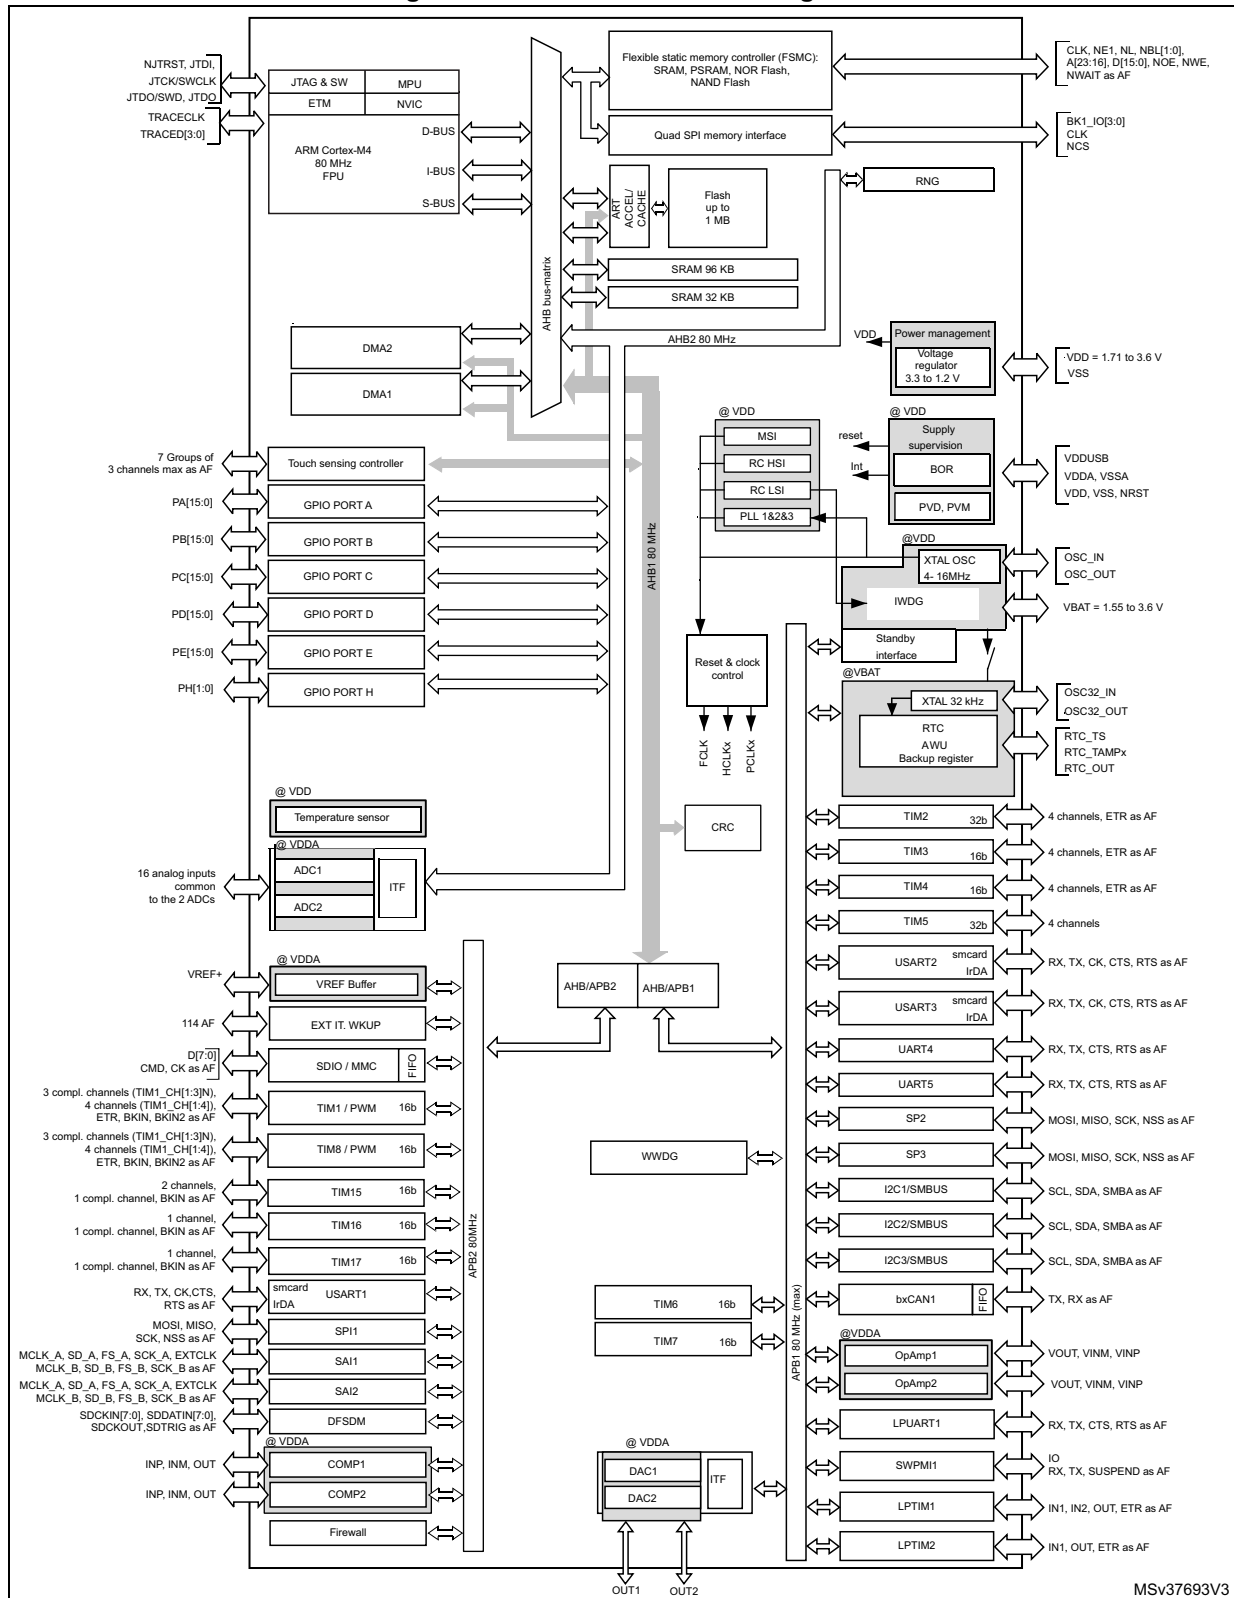 NJTRST, JTDI,
JTCK/SWCLK
JTDO/SWD, JTDO
TRACECLK
TRACED[3:0]
JTAG & SW
MPU
ETM
NVIC
ARM Cortex-M4
80 MHz
FPU
D-BUS
I-BUS
S-BUS
AHB bus-matrix
Flexible static memory controller (FSMC):
SRAM, PSRAM, NOR Flash,
NAND Flash
CLK, NE1, NL, NBL[1:0],
A[23:16], D[15:0], NOE, NWE,
NWAIT as AF
Quad SPI memory interface
BK1_IO[3:0]
CLK
NCS
RNG
ART
ACCEL/
CACHE
Flash
up to
1 MB
SRAM 96 KB
SRAM 32 KB
AHB2 80 MHz
DMA2
DMA1
VDD
Power management
Voltage
regulator
3.3 to 1.2 V
VDD = 1.71 to 3.6 V
VSS
@ VDD
MSI
RC HSI
RC LSI
PLL 1&2&3
@ VDD
reset
Int
Supply
supervision
BOR
PVD, PVM
VDDUSB
VDDA, VSSA
VDD, VSS, NRST
@VDD
XTAL OSC
4- 16MHz
IWDG
OSC_IN
OSC_OUT
VBAT = 1.55 to 3.6 V
Standby
interface
@VBAT
XTAL 32 kHz
RTC
AWU
Backup register
OSC32_IN
OSC32_OUT
RTC_TS
RTC_TAMPx
RTC_OUT
7 Groups of
3 channels max as AF
Touch sensing controller
PA[15:0]
GPIO PORT A
PB[15:0]
GPIO PORT B
PC[15:0]
GPIO PORT C
PD[15:0]
GPIO PORT D
PE[15:0]
GPIO PORT E
PH[1:0]
GPIO PORT H
AHB1 80 MHz
Reset & clock
control
FCLK
HCLKx
PCLKx
@ VDD
Temperature sensor
@ VDDA
ADC1
ADC2
ITF
16 analog inputs
common
to the 2 ADCs
CRC
AHB/APB2
AHB/APB1
@ VDDA
VREF+
VREF Buffer
114 AF
EXT IT. WKUP
D[7:0]
CMD, CK as AF
SDIO / MMC
FIFO
3 compl. channels (TIM1_CH[1:3]N),
4 channels (TIM1_CH[1:4]),
ETR, BKIN, BKIN2 as AF
TIM1 / PWM
16b
3 compl. channels (TIM1_CH[1:3]N),
4 channels (TIM1_CH[1:4]),
ETR, BKIN, BKIN2 as AF
TIM8 / PWM
16b
2 channels,
1 compl. channel, BKIN as AF
TIM15
16b
1 channel,
1 compl. channel, BKIN as AF
TIM16
16b
1 channel,
1 compl. channel, BKIN as AF
TIM17
16b
RX, TX, CK,CTS,
RTS as AF
smcard
IrDA
USART1
MOSI, MISO,
SCK, NSS as AF
SPI1
MCLK_A, SD_A, FS_A, SCK_A, EXTCLK
MCLK_B, SD_B, FS_B, SCK_B as AF
SAI1
MCLK_A, SD_A, FS_A, SCK_A, EXTCLK
MCLK_B, SD_B, FS_B, SCK_B as AF
SAI2
SDCKIN[7:0], SDDATIN[7:0],
SDCKOUT,SDTRIG as AF
DFSDM
@ VDDA
INP, INM, OUT
COMP1
INP, INM, OUT
COMP2
Firewall
APB2 80MHz
WWDG
TIM6
16b
TIM7
16b
@ VDDA
DAC1
DAC2
ITF
OUT1
OUT2
APB1 80 MHz (max)
TIM2
32b
4 channels, ETR as AF
TIM3
16b
4 channels, ETR as AF
TIM4
16b
4 channels, ETR as AF
TIM5
32b
4 channels
USART2
smcard
IrDA
RX, TX, CK, CTS, RTS as AF
USART3
smcard
IrDA
RX, TX, CK, CTS, RTS as AF
UART4
RX, TX, CTS, RTS as AF
UART5
RX, TX, CTS, RTS as AF
SP2
MOSI, MISO, SCK, NSS as AF
SP3
MOSI, MISO, SCK, NSS as AF
I2C1/SMBUS
SCL, SDA, SMBA as AF
I2C2/SMBUS
SCL, SDA, SMBA as AF
I2C3/SMBUS
SCL, SDA, SMBA as AF
bxCAN1
FIFO
TX, RX as AF
@VDDA
OpAmp1
VOUT, VINM, VINP
OpAmp2
VOUT, VINM, VINP
LPUART1
RX, TX, CTS, RTS as AF
SWPMI1
IO
RX, TX, SUSPEND as AF
LPTIM1
IN1, IN2, OUT, ETR as AF
LPTIM2
IN1, OUT, ETR as AF
MSv37693V3